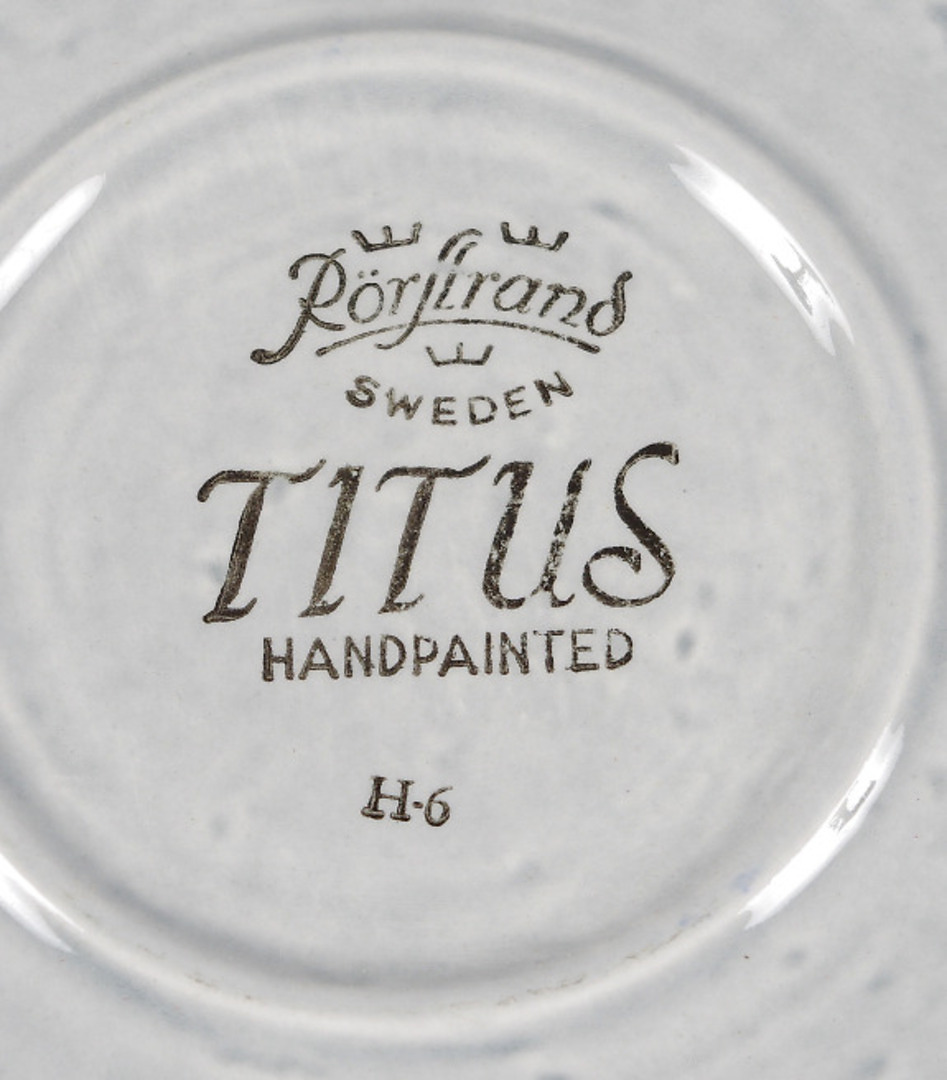 Rörstrand
SWEDEN
TITUS
HANDPAINTED
H·6